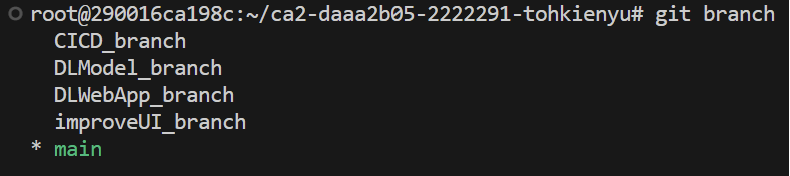 root@290016ca198c:~/ca2-daaa2b05-2222291-tohkienyu# git branch
CICD_branch
DLModel_branch
DLWebApp_branch
improveUI_branch
* main